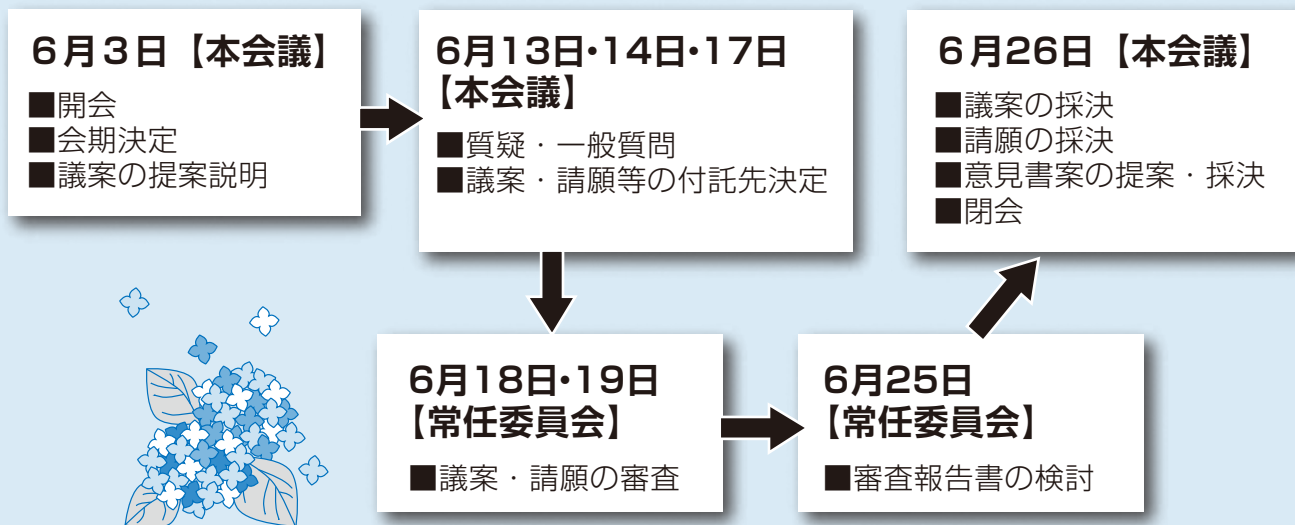 6月3日【本会議】
■開会
■会期決定
■議案の提案説明
6月13日・14日・17日
【本会議】
■質疑・一般質問
■議案・請願等の付託先決定
6月18日・19日
【常任委員会】
■議案・請願の審査
6月25日
【常任委員会】
■審査報告書の検討
6月26日【本会議】
■議案の採決
■請願の採決
■意見書案の提案・採決
■閉会